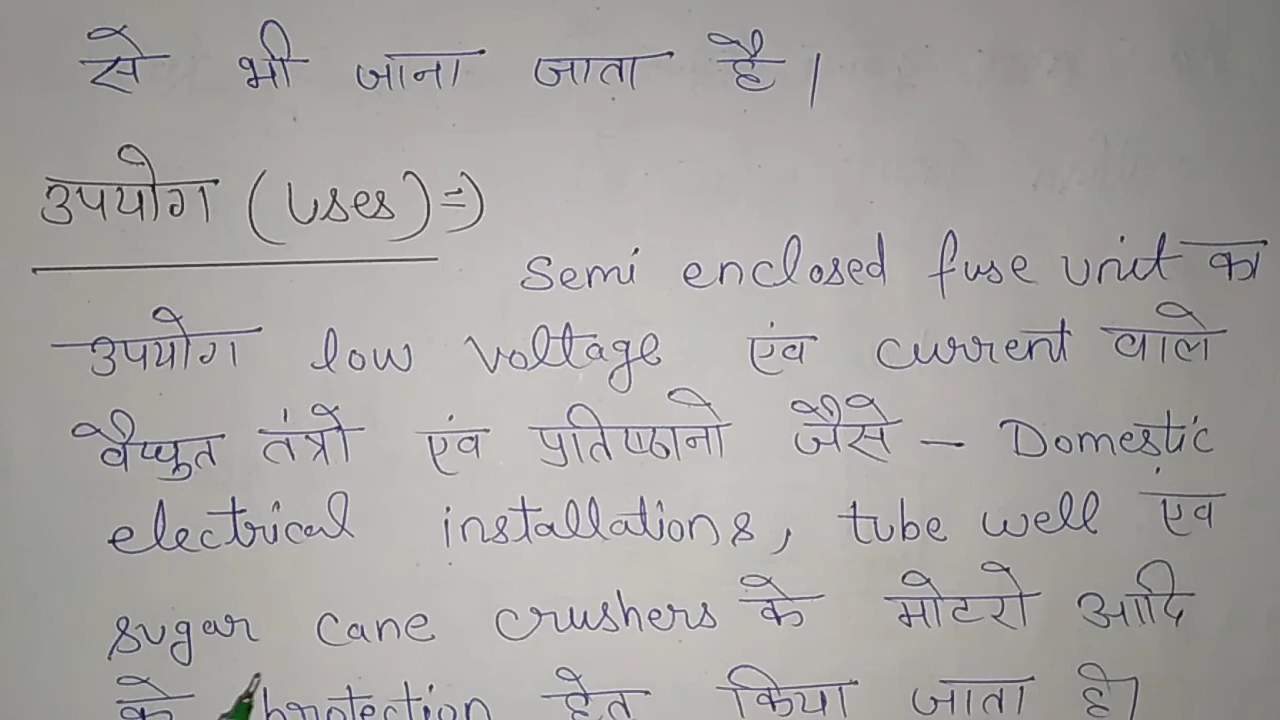 से भी जाना जाता है।
उपयोग (Uses) =)
Semi enclosed fuse unit का
उपयोग low voltage एंव current वाले
वैध्युत तंत्रो एंव प्रतिष्ठानो जैसे - Domestic
electrical installations, tube well एंव
sugar cane crushers के मोटरो आदि
के protection हेतु किया जाता है।